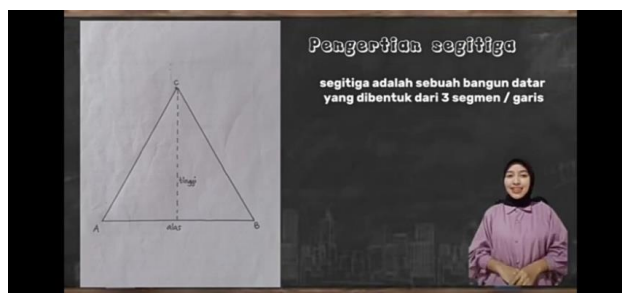 Pengertian segitiga
segitiga adalah sebuah bangun datar
yang dibentuk dari 3 segmen / garis
C
tinggi
A
alas
B